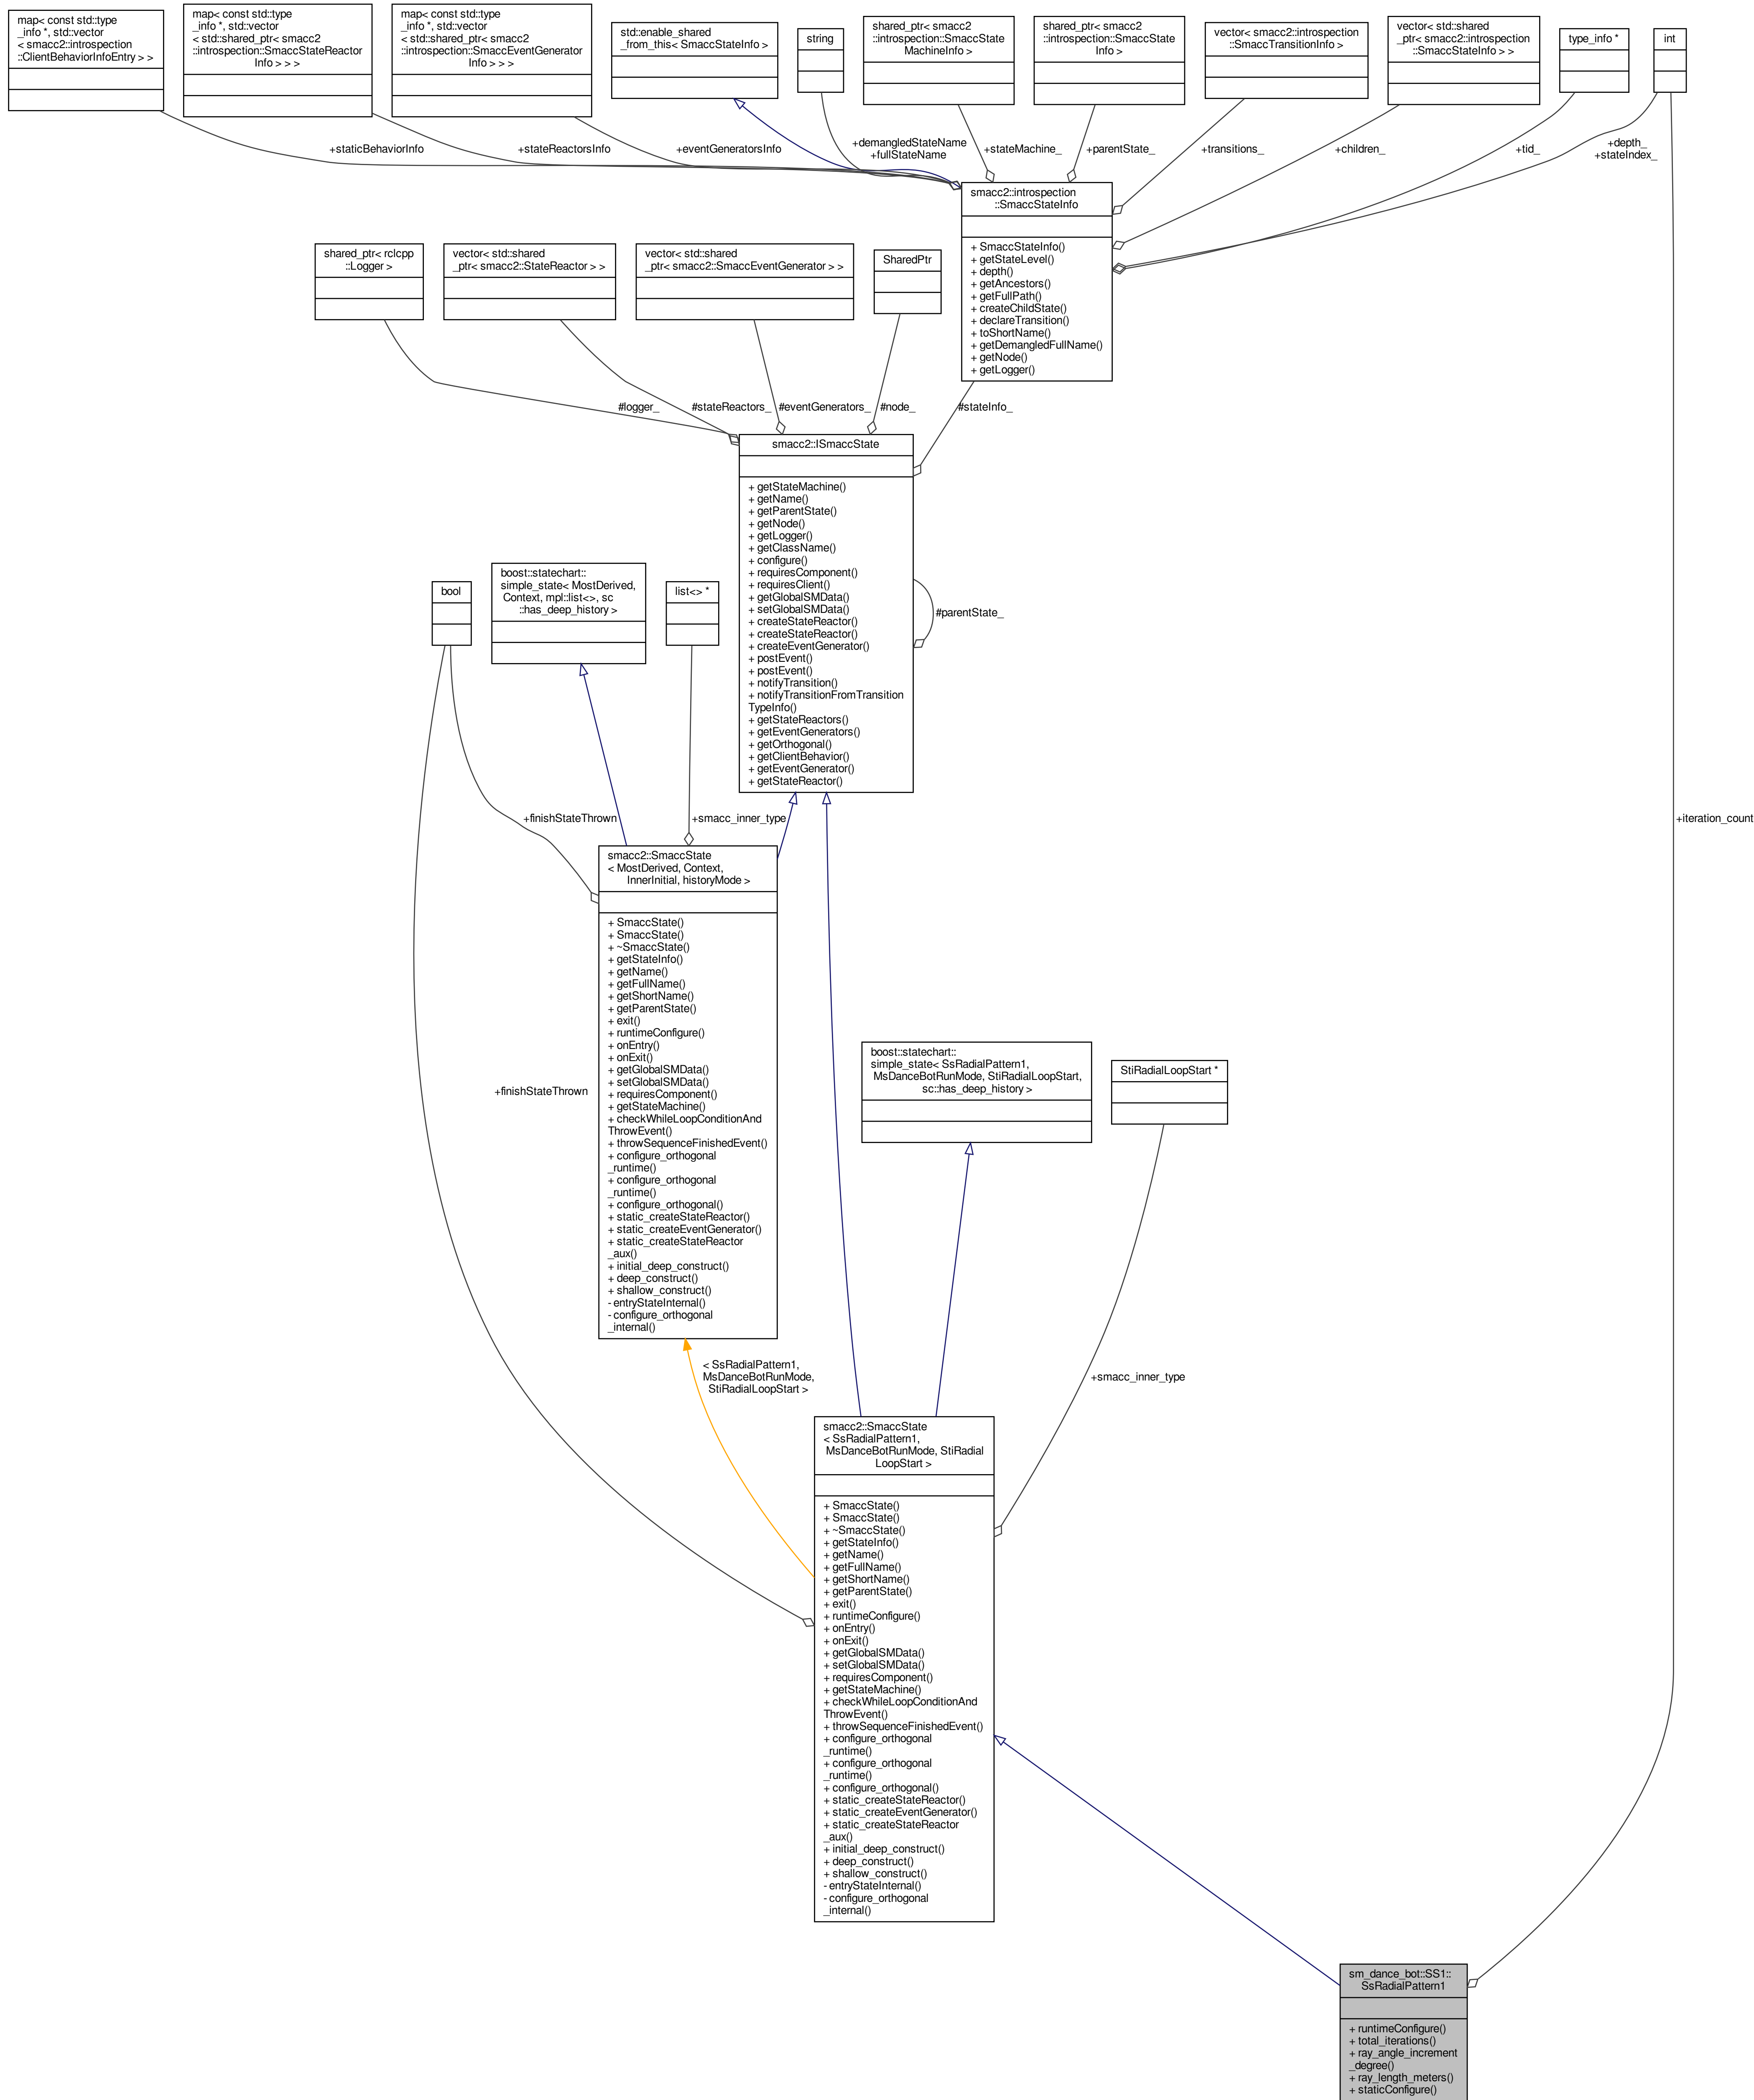 map< const std::type
_info *, std::vector
< smacc2::introspection
::ClientBehaviorInfoEntry > >
map< const std::type
_info *, std::vector
< std::shared_ptr< smacc2
::introspection::SmaccStateReactor
Info > > >
map< const std::type
_info *, std::vector
< std::shared_ptr< smacc2
::introspection::SmaccEventGenerator
Info > > >
std::enable_shared
_from_this< SmaccStateInfo >
string
shared_ptr< smacc2
::introspection::SmaccState
MachineInfo >
shared_ptr< smacc2
::introspection::SmaccState
Info >
vector< smacc2::introspection
::SmaccTransitionInfo >
vector< std::shared
_ptr< smacc2::introspection
::SmaccStateInfo > >
type_info *
int
+staticBehaviorInfo
+stateReactorsInfo
+eventGeneratorsInfo
+demangledStateName
+fullStateName
+stateMachine_
+parentState_
+transitions_
+children_
+tid_
+depth_
+stateIndex_
smacc2::introspection
::SmaccStateInfo
+ SmaccStateInfo()
+ getStateLevel()
+ depth()
+ getAncestors()
+ getFullPath()
+ createChildState()
+ declareTransition()
+ toShortName()
+ getDemangledFullName()
+ getNode()
+ getLogger()
shared_ptr< rclcpp
::Logger >
vector< std::shared
_ptr< smacc2::StateReactor > >
vector< std::shared
_ptr< smacc2::SmaccEventGenerator > >
SharedPtr
#logger_
#stateReactors_
#eventGenerators_
#node_
#stateInfo_
smacc2::ISmaccState
+ getStateMachine()
+ getName()
+ getParentState()
+ getNode()
+ getLogger()
+ getClassName()
+ configure()
+ requiresComponent()
+ requiresClient()
+ getGlobalSMData()
+ setGlobalSMData()
+ createStateReactor()
+ createStateReactor()
+ createEventGenerator()
+ postEvent()
+ postEvent()
+ notifyTransition()
+ notifyTransitionFromTransition
TypeInfo()
+ getStateReactors()
+ getEventGenerators()
+ getOrthogonal()
+ getClientBehavior()
+ getEventGenerator()
+ getStateReactor()
#parentState_
bool
boost::statechart::
simple_state< MostDerived,
Context, mpl::list<>, sc
::has_deep_history >
list<> *
+finishStateThrown
+smacc_inner_type
+iteration_count
smacc2::SmaccState
< MostDerived, Context,
InnerInitial, historyMode >
+ SmaccState()
+ SmaccState()
+ ~SmaccState()
+ getStateInfo()
+ getName()
+ getFullName()
+ getShortName()
+ getParentState()
+ exit()
+ runtimeConfigure()
+ onEntry()
+ onExit()
+ getGlobalSMData()
+ setGlobalSMData()
+ requiresComponent()
+ getStateMachine()
+ checkWhileLoopConditionAnd
ThrowEvent()
+ throwSequenceFinishedEvent()
+ configure_orthogonal
_runtime()
+ configure_orthogonal
_runtime()
+ configure_orthogonal()
+ static_createStateReactor()
+ static_createEventGenerator()
+ static_createStateReactor
_aux()
+ initial_deep_construct()
+ deep_construct()
+ shallow_construct()
- entryStateInternal()
- configure_orthogonal
_internal()
+finishStateThrown
boost::statechart::
simple_state< SsRadialPattern1,
MsDanceBotRunMode, StiRadialLoopStart,
sc::has_deep_history >
StiRadialLoopStart *
< SsRadialPattern1,
MsDanceBotRunMode,
StiRadialLoopStart >
+smacc_inner_type
smacc2::SmaccState
< SsRadialPattern1,
MsDanceBotRunMode, StiRadial
LoopStart >
+ SmaccState()
+ SmaccState()
+ ~SmaccState()
+ getStateInfo()
+ getName()
+ getFullName()
+ getShortName()
+ getParentState()
+ exit()
+ runtimeConfigure()
+ onEntry()
+ onExit()
+ getGlobalSMData()
+ setGlobalSMData()
+ requiresComponent()
+ getStateMachine()
+ checkWhileLoopConditionAnd
ThrowEvent()
+ throwSequenceFinishedEvent()
+ configure_orthogonal
_runtime()
+ configure_orthogonal
_runtime()
+ configure_orthogonal()
+ static_createStateReactor()
+ static_createEventGenerator()
+ static_createStateReactor
_aux()
+ initial_deep_construct()
+ deep_construct()
+ shallow_construct()
- entryStateInternal()
- configure_orthogonal
_internal()
sm_dance_bot::SS1::
SsRadialPattern1
+ runtimeConfigure()
+ total_iterations()
+ ray_angle_increment
_degree()
+ ray_length_meters()
+ staticConfigure()